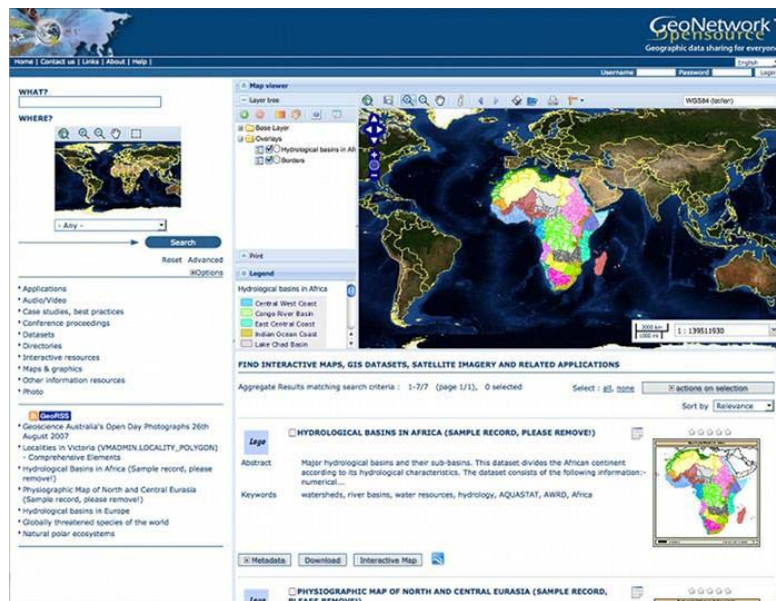 GeoNetwork
Opensource
Geographic data sharing for everyone
Home | Contact us | Links | About | Help |
English
Username
Password
Login
WHAT?
WHERE?
- Any -
Search
Reset Advanced
Options
Applications
Audio/Video
Case studies, best practices
Conference proceedings
Datasets
Directories
Interactive resources
Maps & graphics
Other information resources
Photo
GeoRSS
Geoscience Australia's Open Day Photographs 26th
August 2007
Localities in Victoria (VMADMIN.LOCALITY_POLYGON)
- Comprehensive Elements
Hydrological Basins in Africa (Sample record, please
remove!)
Physiographic Map of North and Central Eurasia
(Sample record, please remove!)
Hydrological basins in Europe
Globally threatened species of the world
Natural polar ecosystems
Map viewer
Layer tree
Base Layer
Overlays
Hydrological basins in Af
Borders
Print
Legend
Hydrological basins in Africa
Central West Coast
Congo River Basin
East Central Coast
Indian Ocean Coast
Lake Chad Basin
WGS84 (lat/lon)
2000 km
1000 mi
1 : 139511930
FIND INTERACTIVE MAPS, GIS DATASETS, SATELLITE IMAGERY AND RELATED APPLICATIONS
Aggregate Results matching search criteria : 1-7/7 (page 1/1), 0 selected
Select : all, none
actions on selection
Sort by Relevance
Logo
HYDROLOGICAL BASINS IN AFRICA (SAMPLE RECORD, PLEASE REMOVE!)
Abstract
Major hydrological basins and their sub-basins. This dataset divides the African continent
according to its hydrological characteristics. The dataset consists of the following information:-
numerical...
Keywords
watersheds, river basins, water resources, hydrology, AQUASTAT, AWRD, Africa
Metadata
Download
Interactive Map
Logo
PHYSIOGRAPHIC MAP OF NORTH AND CENTRAL EURASIA (SAMPLE RECORD,
PLEASE REMOVE!)